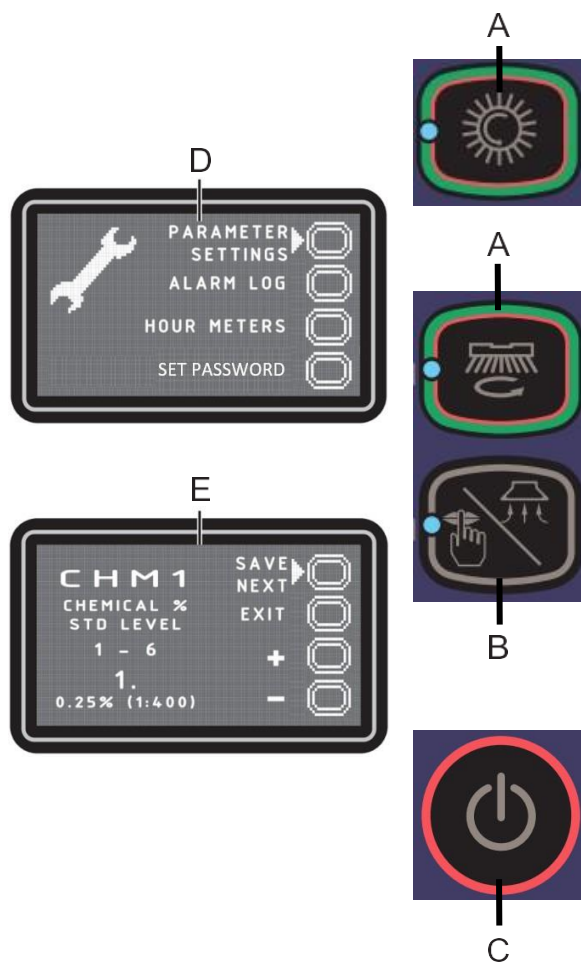 A
D
PARAMETER
SETTINGS
ALARM LOG
HOUR METERS
SET PASSWORD
A
E
CHM1
CHEMICAL %
STD LEVEL
1 - 6
1.
0.25% (1:400)
SAVE
NEXT
EXIT
+
-
B
C